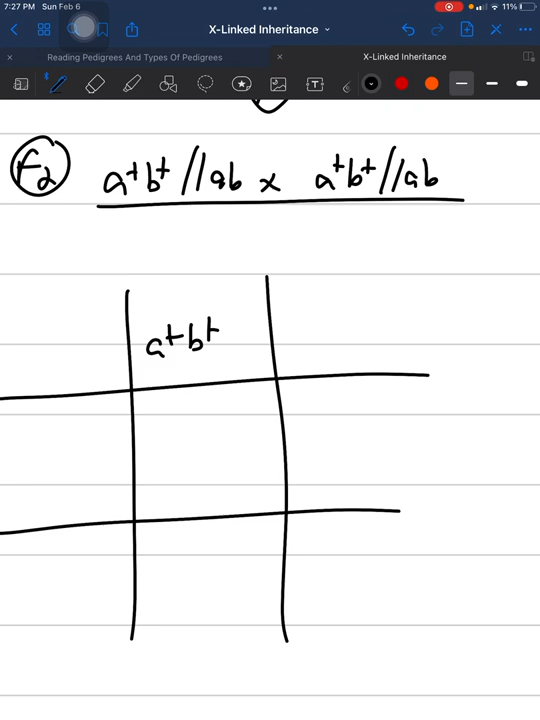 7:27 PM Sun Feb 6
11%
X-Linked Inheritance
Reading Pedigrees And Types Of Pedigrees
X-Linked Inheritance
T
F2 a+b+//ab x a+b+//ab
a+b+